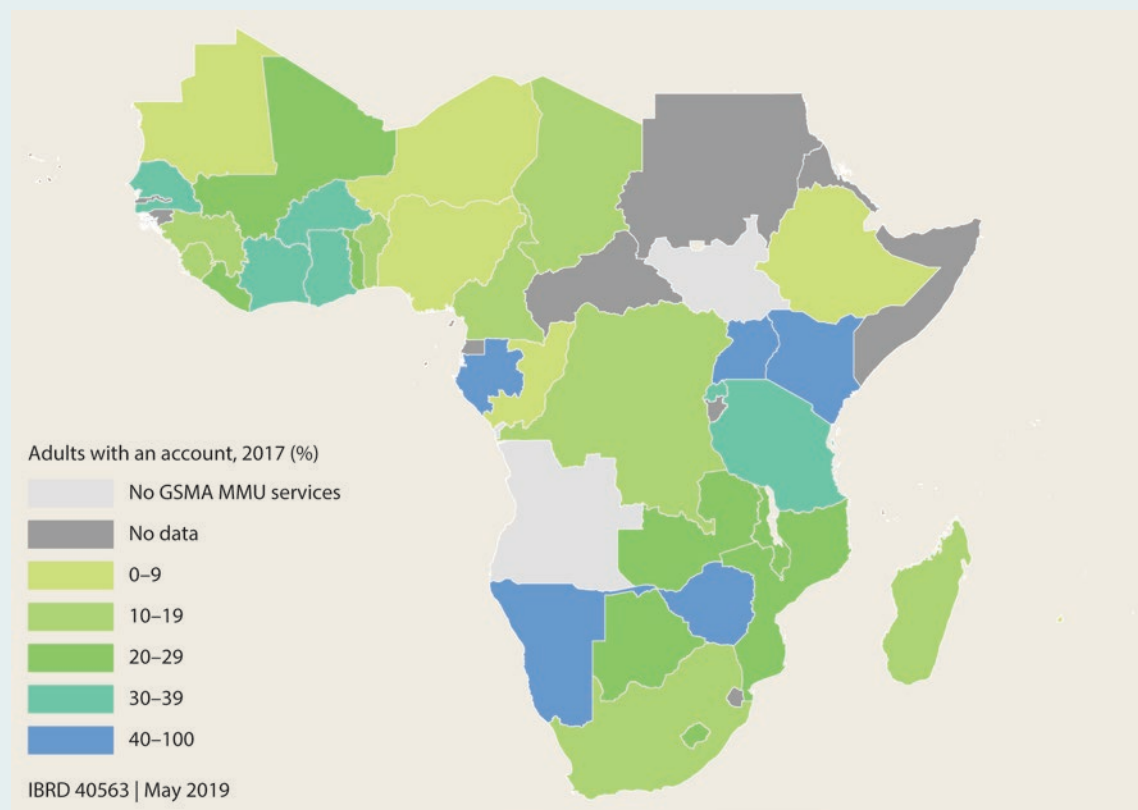 Adults with an account, 2017 (%)
No GSMA MMU services
No data
0–9
10–19
20–29
30–39
40–100
IBRD 40563 | May 2019